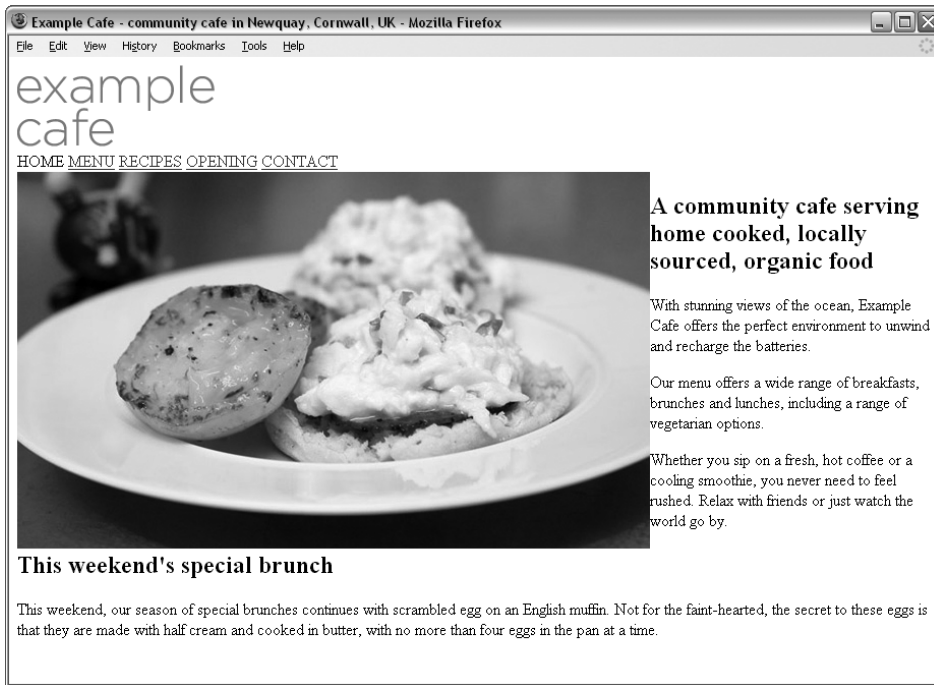 Example Cafe - community cafe in Newquay, Cornwall, UK - Mozilla Firefox
File Edit View History Bookmarks Tools Help
example
cafe
HOME MENU RECIPES OPENING CONTACT
A community cafe serving
home cooked, locally
sourced, organic food
With stunning views of the ocean, Example
Cafe offers the perfect environment to unwind
and recharge the batteries.
Our menu offers a wide range of breakfasts,
brunches and lunches, including a range of
vegetarian options.
Whether you sip on a fresh, hot coffee or a
cooling smoothie, you never need to feel
rushed. Relax with friends or just watch the
world go by.
This weekend's special brunch
This weekend, our season of special brunches continues with scrambled egg on an English muffin. Not for the faint-hearted, the secret to these eggs is
that they are made with half cream and cooked in butter, with no more than four eggs in the pan at a time.